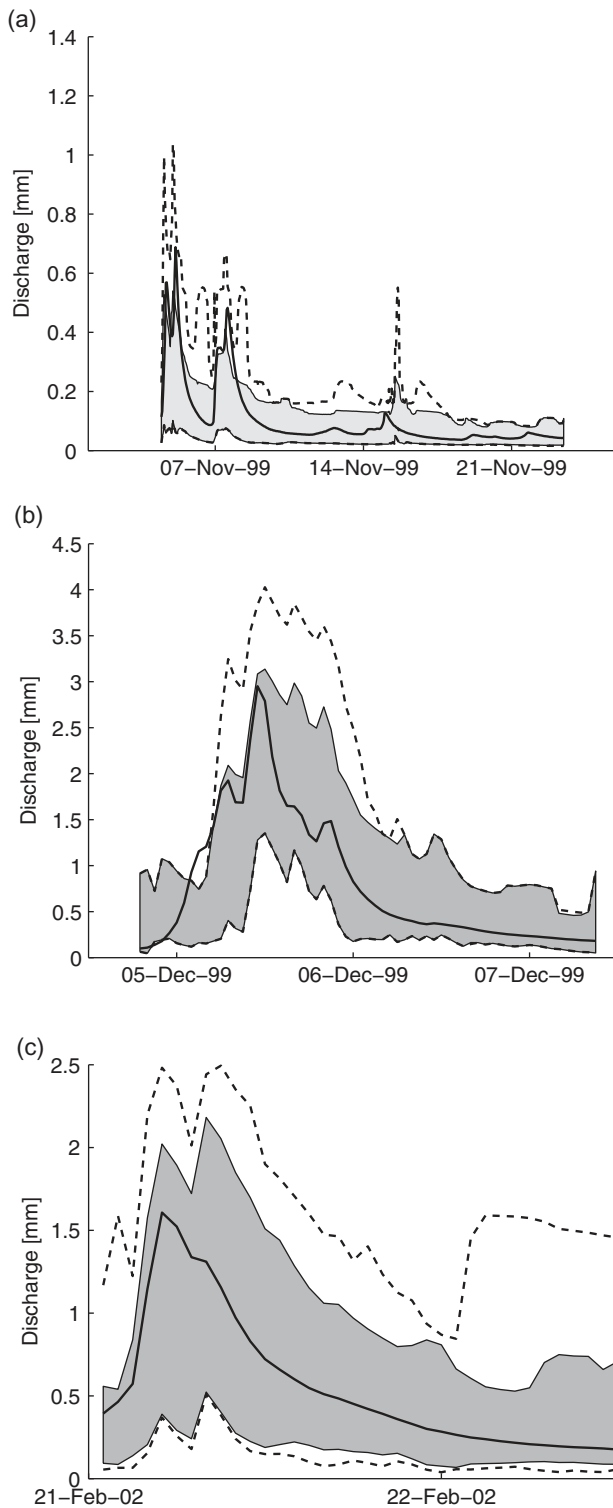 (a)
1.4
1.2
1
0.8
0.6
0.4
0.2
0
Discharge [mm]
07–Nov–99 14–Nov–99 21–Nov–99
(b)
4.5
4
3.5
3
2.5
2
1.5
1
0.5
0
Discharge [mm]
05–Dec–99 06–Dec–99 07–Dec–99
(c)
2.5
2
1.5
1
0.5
0
Discharge [mm]
21–Feb–02 22–Feb–02